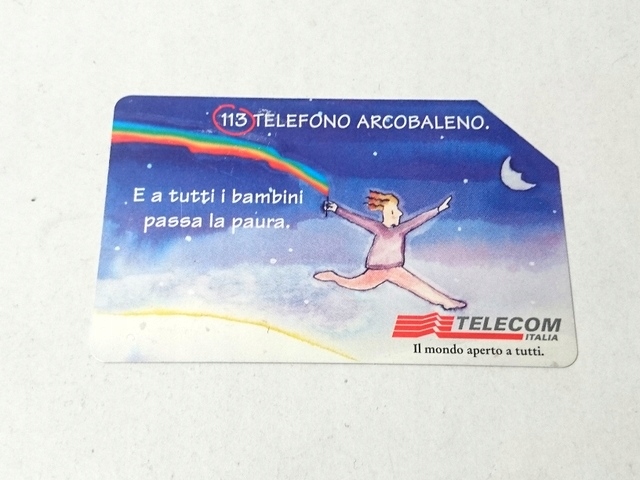 113 TELEFONO ARCOBALENO.
E a tutti i bambini
passa la paura.
TELECOM
ITALIA
Il mondo aperto a tutti.